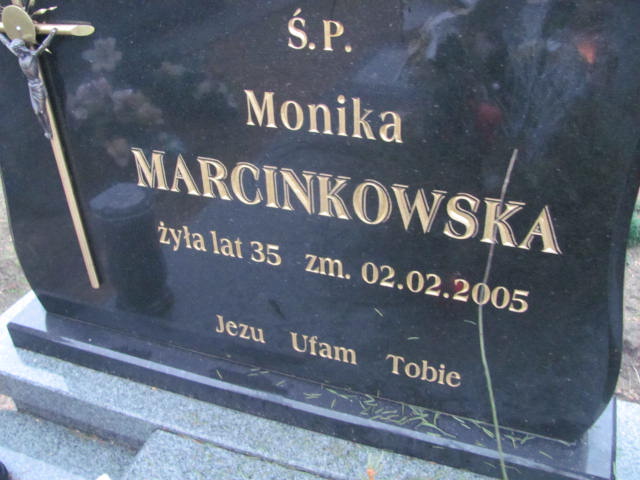 Ś.P.
Monika
MARCINKOWSKA
żyła lat 35 zm. 02.02.2005
Jezu Ufam Tobie